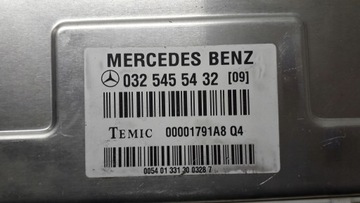 MERCEDES BENZ
032 545 54 32 [09]
TEMIC 00001791A8 Q4
0054 01 331 30 0328 7